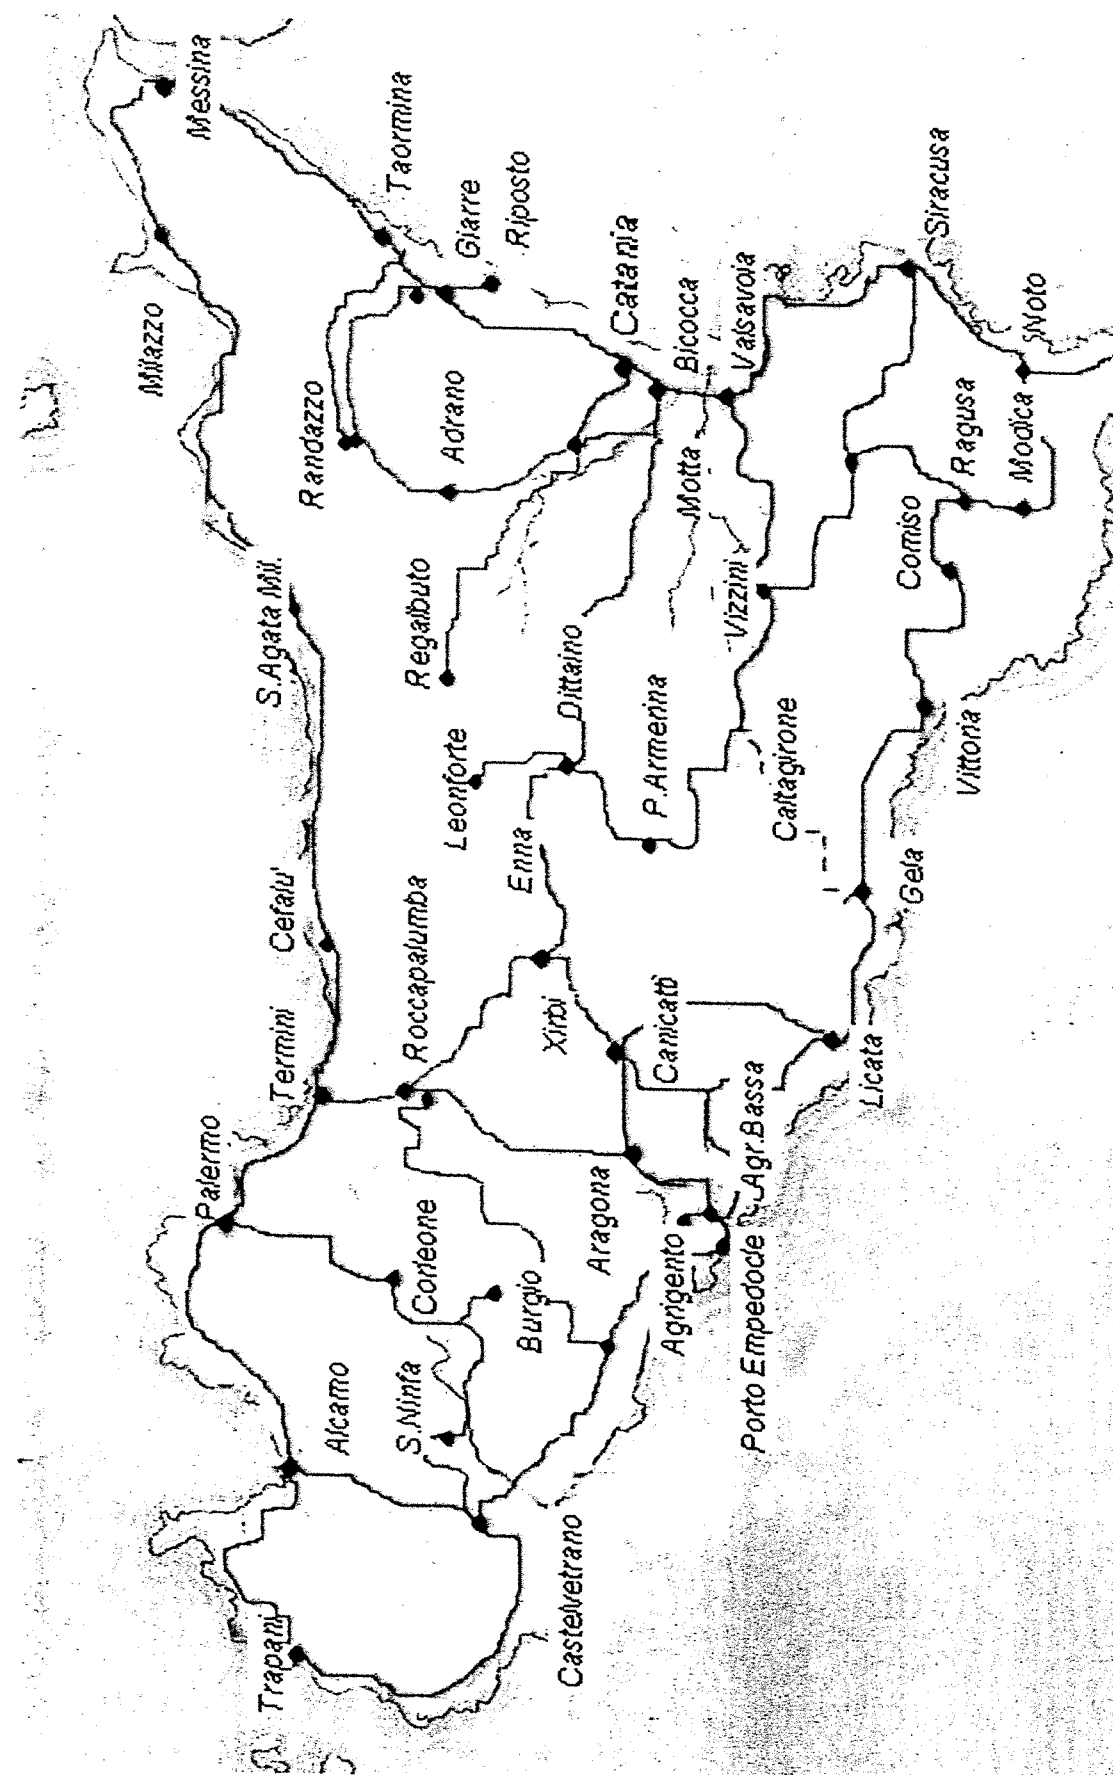 Messina
Milazzo
Taormina
Giarre
Riposto
Catania
Bicocca
Valsavoia
Siracusa
Noto
Randazzo
Adrano
Motta
Ragusa
Modica
Comiso
Vizzini
Regalbuto
S.Agata Mil.
Dittaino
Leonforte
P.Armerina
Caltagirone
Vittoria
Gela
Enna
Cefalu'
Roccapalumba
Termini
Xirbi
Canicattì
Licata
Agr.Bassa
Palermo
Corleone
Aragona
Agrigento
Porto Empedocle
Burgio
Alcamo
S.Ninfa
Castelvetrano
Trapani